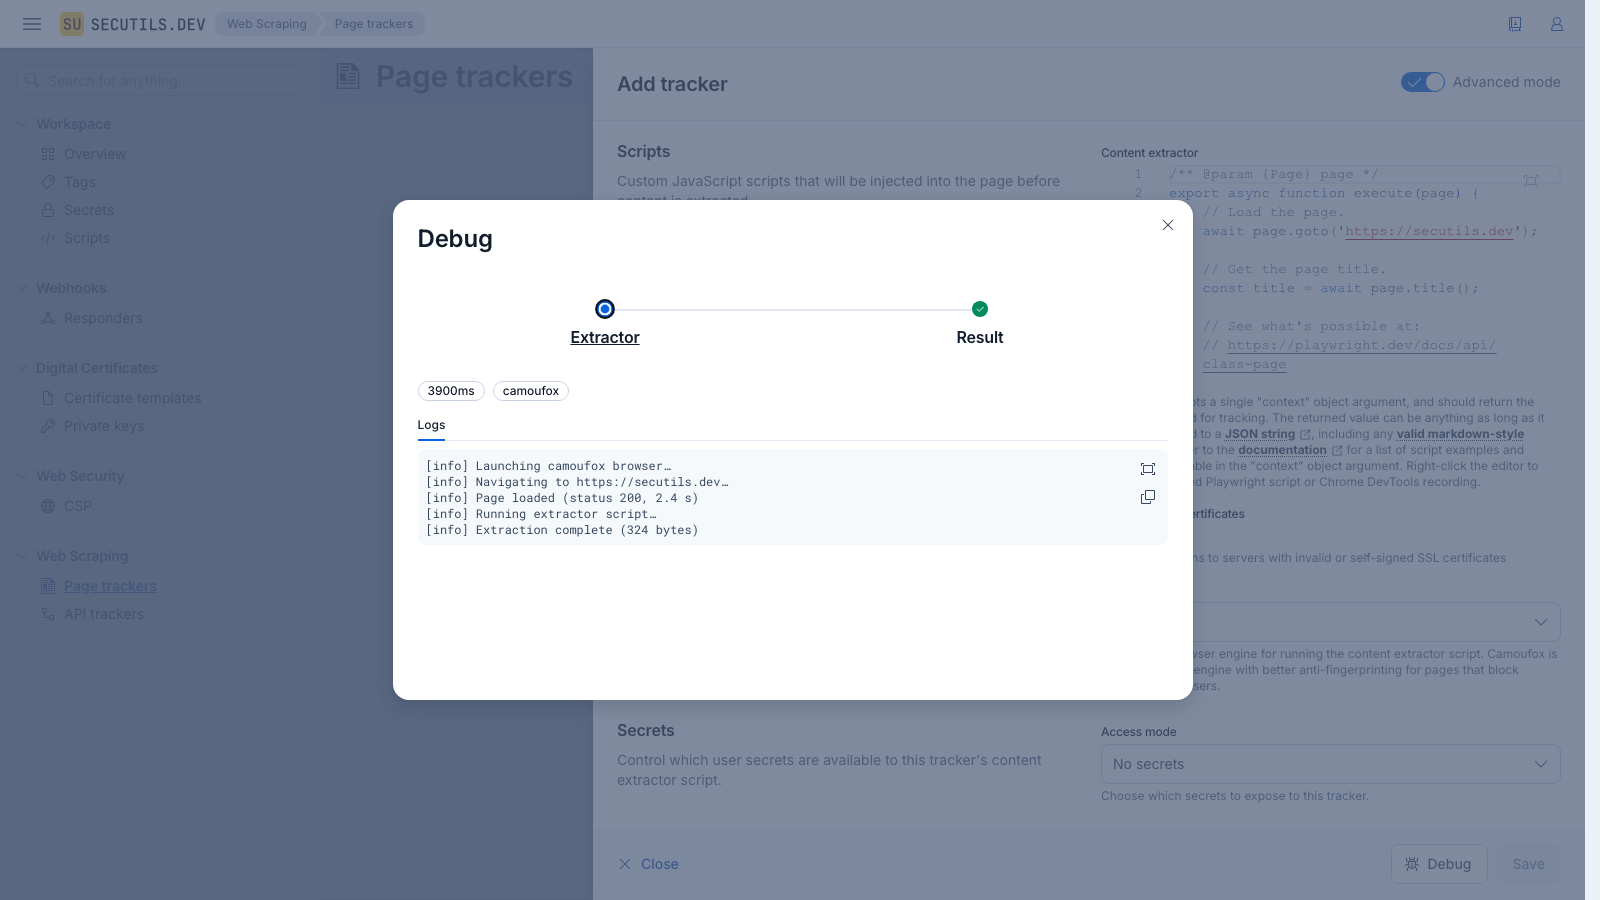 SU SECUTILS.DEV Web Scraping Page trackers
Search for anything...
Workspace
Overview
Tags
Secrets
Scripts
Webhooks
Responders
Digital Certificates
Certificate templates
Private keys
Web Security
CSP
Web Scraping
Page trackers
API trackers
Page trackers
Add tracker
Advanced mode
Scripts
Custom JavaScript scripts that will be injected into the page before
content is extracted
Content extractor
1 /** @param {Page} page */
2 export async function execute(page) {
// Load the page.
await page.goto('https://secutils.dev');
// Get the page title.
const title = await page.title();
// See what's possible at:
// https://playwright.dev/docs/api/
class-page
a single "context" object argument, and should return the
for tracking. The returned value can be anything as long as it
to a JSON string, including any valid markdown-style
to the documentation for a list of script examples and
in the "context" object argument. Right-click the editor to
Playwright script or Chrome DevTools recording.
to servers with invalid or self-signed SSL certificates
engine for running the content extractor script. Camoufox is
engine with better anti-fingerprinting for pages that block
Debug
Extractor
Result
3900ms camoufox
Logs
[info] Launching camoufox browser…
[info] Navigating to https://secutils.dev…
[info] Page loaded (status 200, 2.4 s)
[info] Running extractor script…
[info] Extraction complete (324 bytes)
Secrets
Control which user secrets are available to this tracker's content
extractor script.
Access mode
No secrets
Choose which secrets to expose to this tracker.
Close
Debug
Save